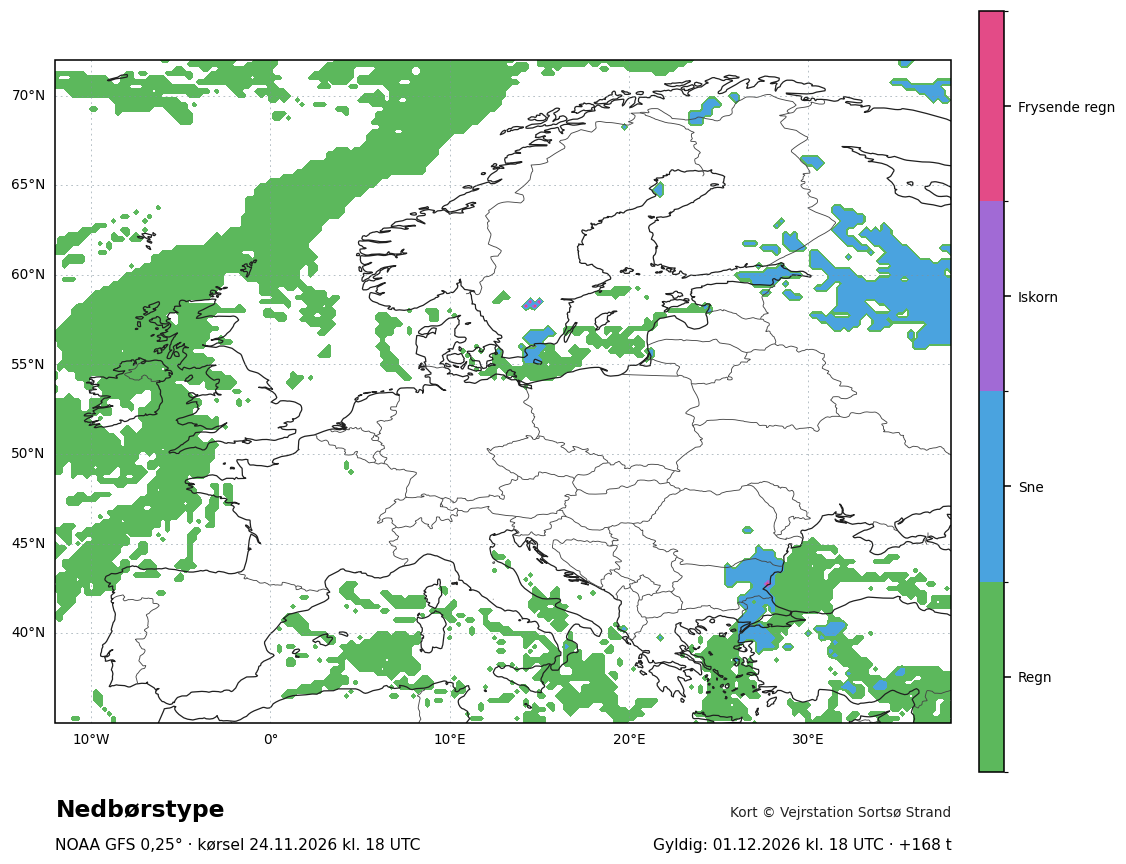 70°N
65°N
60°N
55°N
50°N
45°N
40°N
10°W
0°
10°E
20°E
30°E
Frysende regn
Iskorn
Sne
Regn
Nedbørstype
Kort © Vejrstation Sortsø Strand
NOAA GFS 0,25° · kørsel 24.11.2026 kl. 18 UTC
Gyldig: 01.12.2026 kl. 18 UTC · +168 t